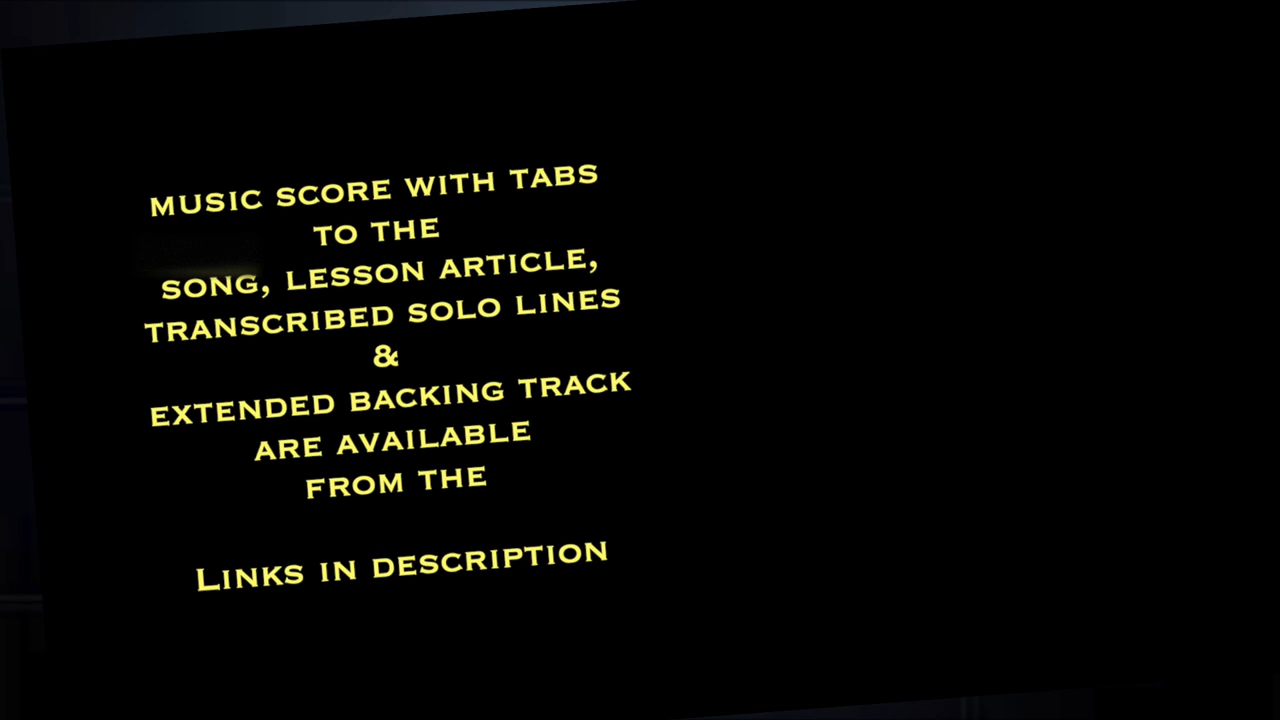 MUSIC SCORE WITH TABS
TO THE
SONG, LESSON ARTICLE,
TRANSCRIBED SOLO LINES
&
EXTENDED BACKING TRACK
ARE AVAILABLE
FROM THE
LINKS IN DESCRIPTION